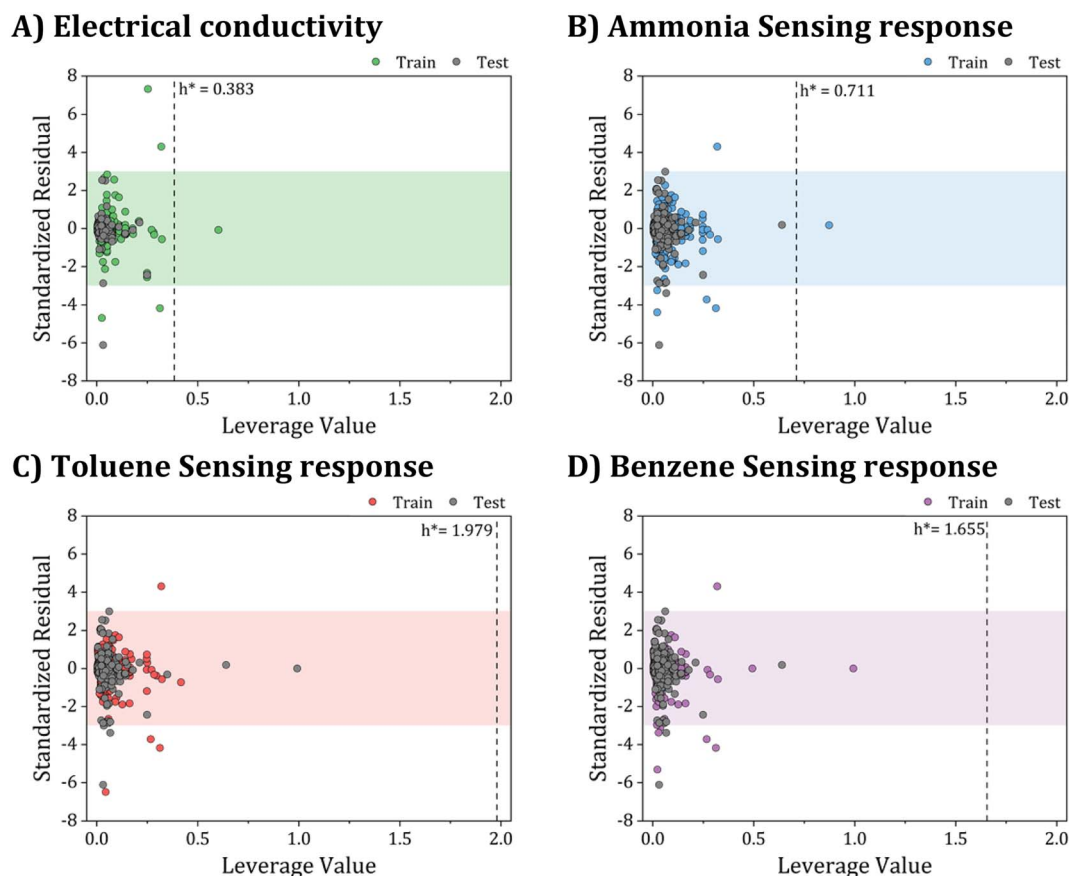 A) Electrical conductivity
Train Test
h* = 0.383
8
6
4
2
0
-2
-4
-6
-8
Standardized Residual
0.0 0.5 1.0 1.5 2.0
Leverage Value
B) Ammonia Sensing response
Train Test
h* = 0.711
8
6
4
2
0
-2
-4
-6
-8
Standardized Residual
0.0 0.5 1.0 1.5 2.0
Leverage Value
C) Toluene Sensing response
Train Test
h*= 1.979
8
6
4
2
0
-2
-4
-6
-8
Standardized Residual
0.0 0.5 1.0 1.5 2.0
Leverage Value
D) Benzene Sensing response
Train Test
h*= 1.655
8
6
4
2
0
-2
-4
-6
-8
Standardized Residual
0.0 0.5 1.0 1.5 2.0
Leverage Value